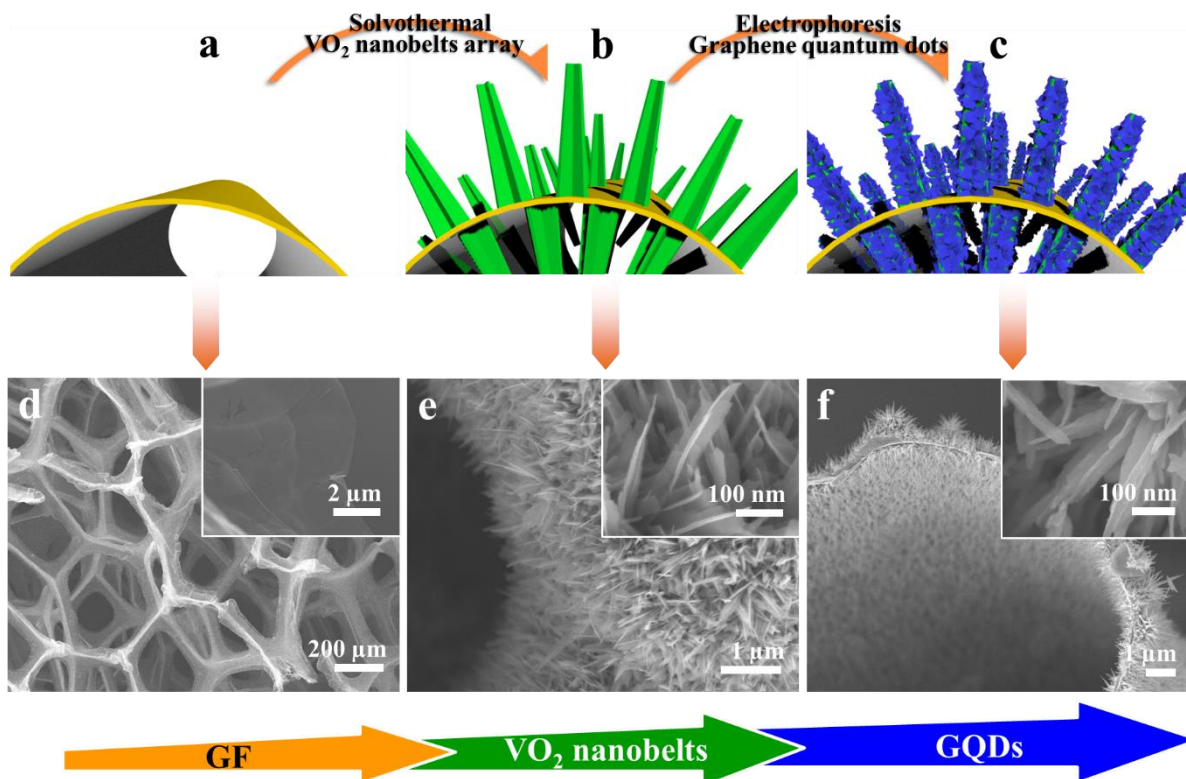 a
Solvothermal
VO₂ nanobelts array
b
Electrophoresis
Graphene quantum dots
c
d
2 μm
200 μm
e
100 nm
1 μm
f
100 nm
1 μm
GF
VO₂ nanobelts
GQDs